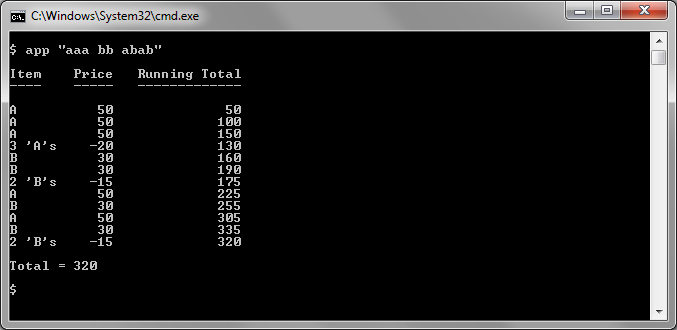 C:\Windows\System32\cmd.exe
C:\.
$ app "aaa bb abab"
Item    Price   Running Total
----    -----   -------------
A          50              50
A          50             100
A          50             150
3 'A's    -20             130
B          30             160
B          30             190
2 'B's    -15             175
A          50             225
B          30             255
A          50             305
B          30             335
2 'B's    -15             320
Total = 320
$